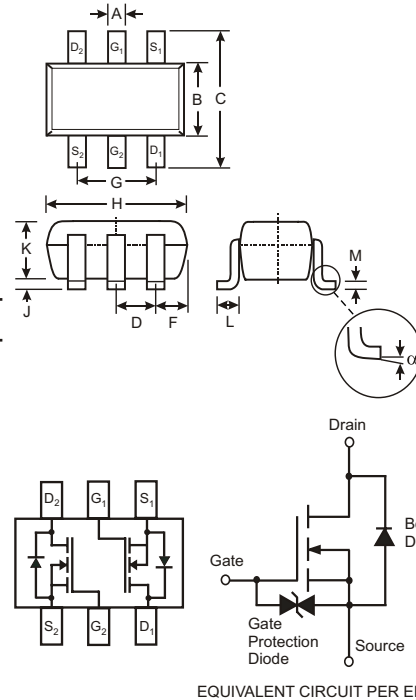 A
D2 G1 S1
B C
S2 G2 D1
G
H
K
J
D F
M
L
α
D2 G1 S1
S2 G2 D1
Drain
Gate
Gate
Protection
Diode
Source
EQUIVALENT CIRCUIT PER